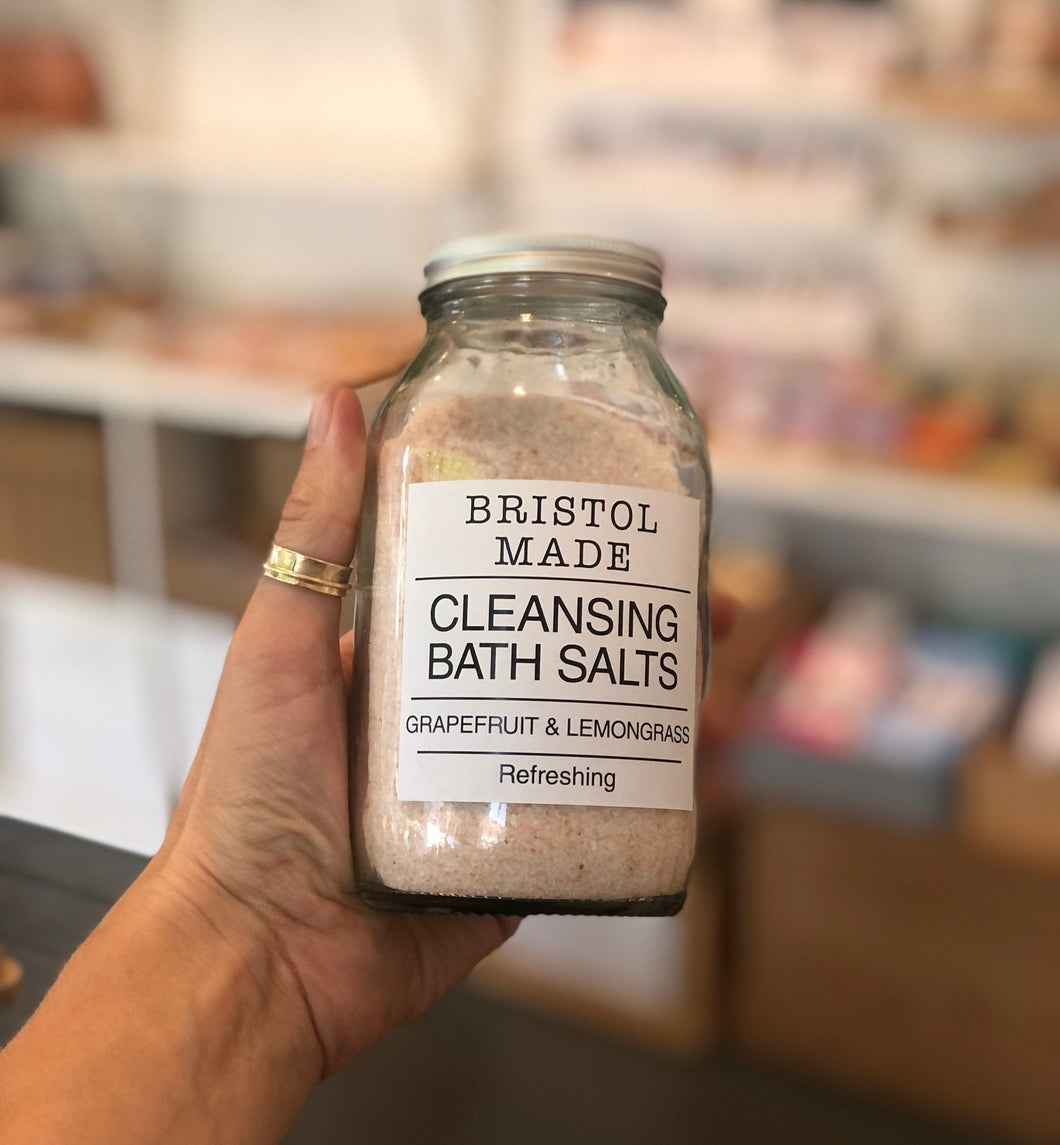 BRISTOL
MADE
CLEANSING
BATH SALTS
GRAPEFRUIT & LEMONGRASS
Refreshing